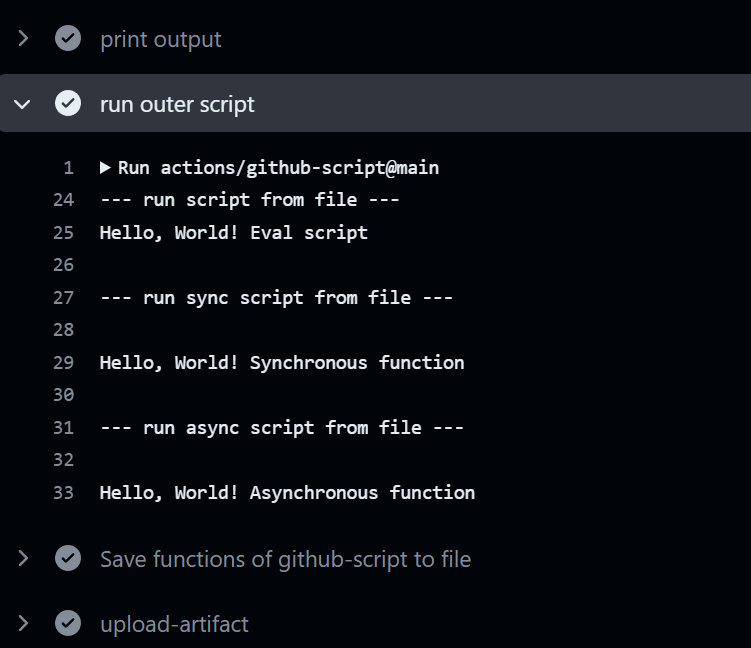 print output
run outer script
1 Run actions/github-script@main
24 --- run script from file ---
25 Hello, World! Eval script
26
27 --- run sync script from file ---
28
29 Hello, World! Synchronous function
30
31 --- run async script from file ---
32
33 Hello, World! Asynchronous function
Save functions of github-script to file
upload-artifact